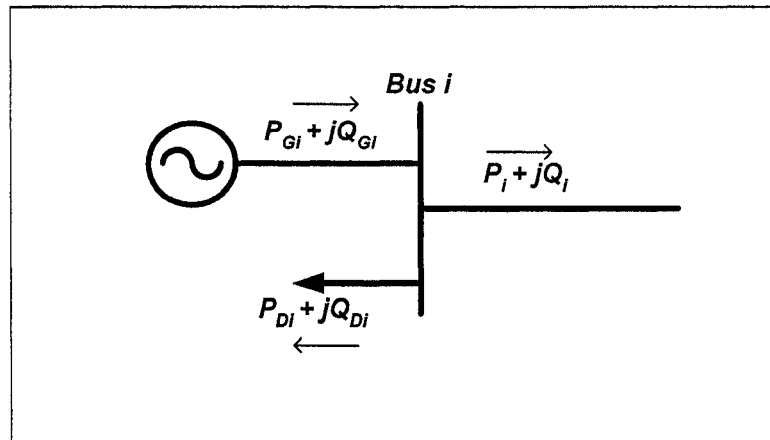 Bus i
P_Gi + jQ_Gi
P_i + jQ_i
P_Di + jQ_Di